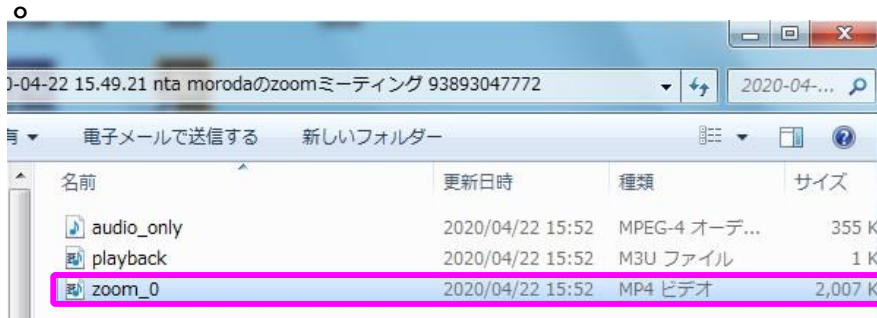 。
0-04-22 15.49.21 nta morodaのzoomミーティング 93893047772 2020-04-...
有 電子メールで送信する 新しいフォルダー
名前 更新日時 種類 サイズ
audio_only 2020/04/22 15:52 MPEG-4 オーデ... 355 K
playback 2020/04/22 15:52 M3U ファイル 1 K
zoom_0 2020/04/22 15:52 MP4 ビデオ 2,007 K